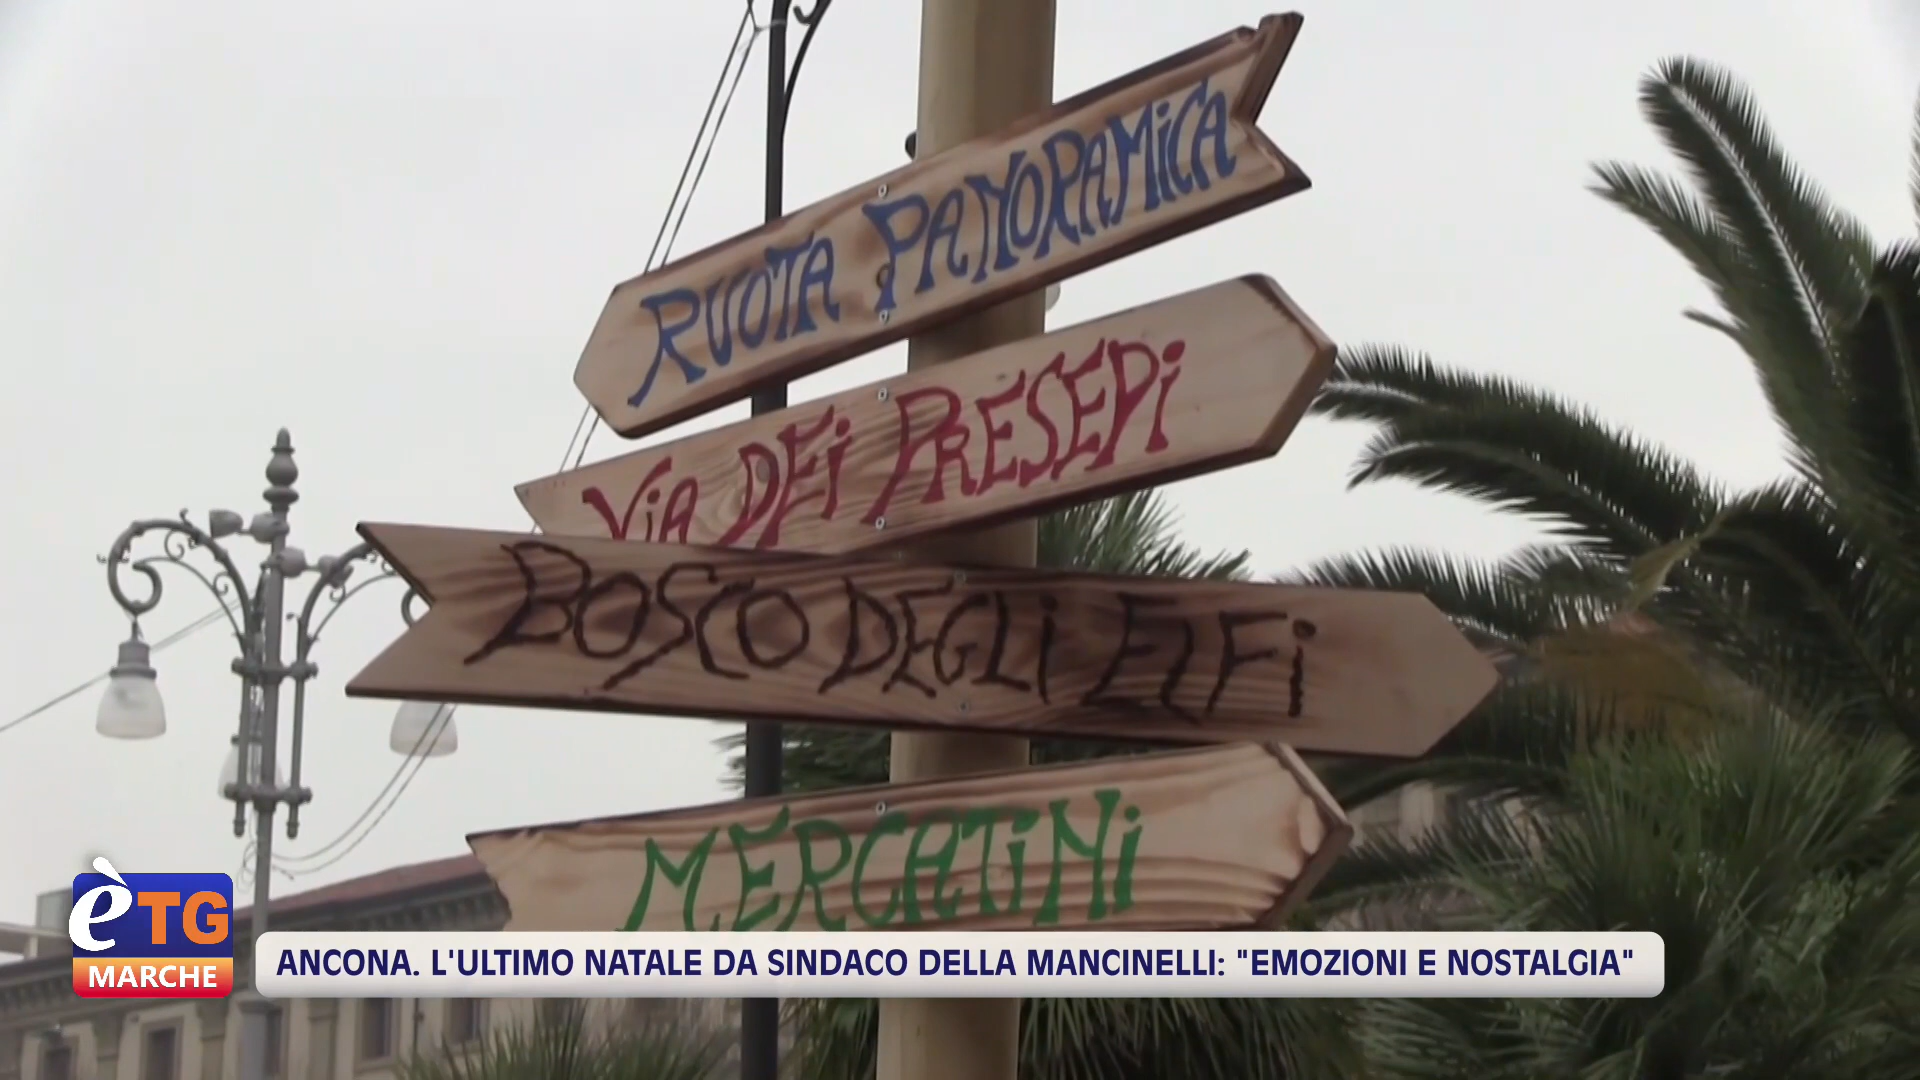 RUOTA PANORAMICA
ViA DEi PRESEPi
BOSCO DEGLi ELFi
MERCATiNi
èTG
MARCHE
ANCONA. L'ULTIMO NATALE DA SINDACO DELLA MANCINELLI: "EMOZIONI E NOSTALGIA"